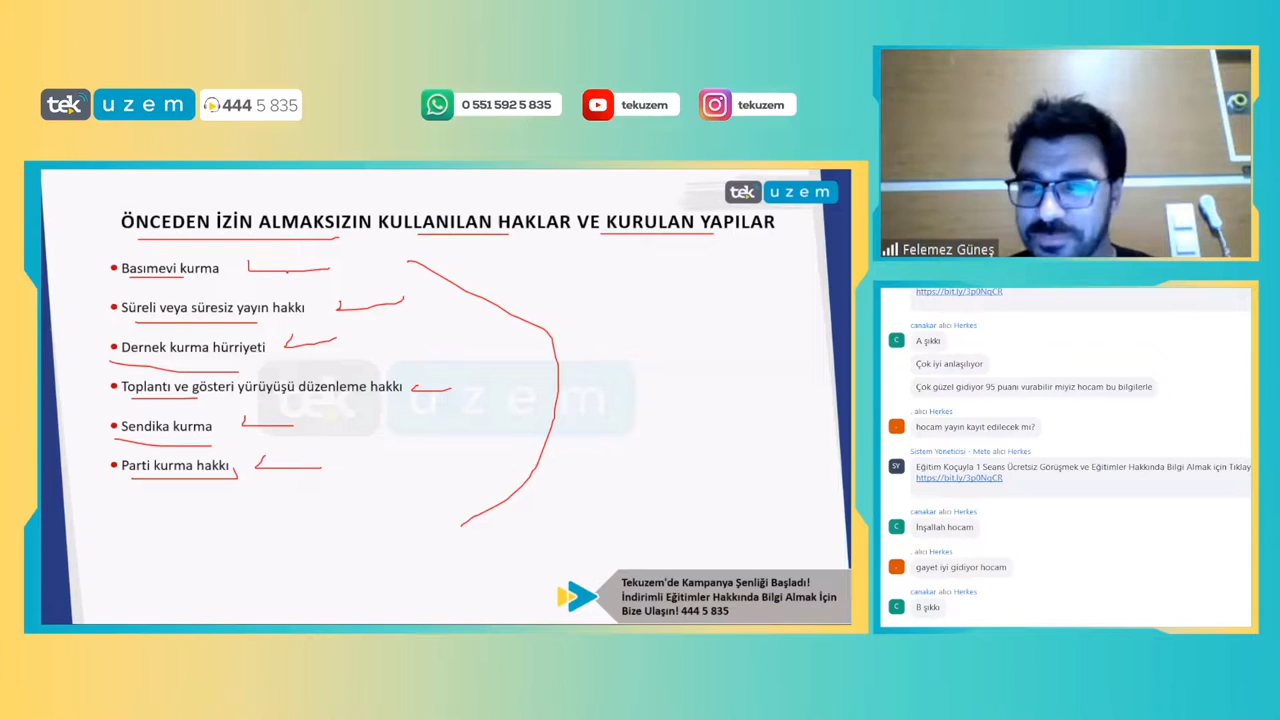 tek uzem 444 5 835
0 551 592 5 835
tekuzem
tekuzem
tek uzem
ÖNCEDEN İZİN ALMAKSIZIN KULLANILAN HAKLAR VE KURULAN YAPILAR
• Basımevi kurma
• Süreli veya süresiz yayın hakkı
• Dernek kurma hürriyeti
• Toplantı ve gösteri yürüyüşü düzenleme hakkı
• Sendika kurma
• Parti kurma hakkı
tek uzem
Tekuzem'de Kampanya Şenliği Başladı!
İndirimli Eğitimler Hakkında Bilgi Almak İçin
Bize Ulaşın! 444 5 835
Felemez Güneş
https://bit.ly/3p0NqCR
canakar alıcı Herkes
C A şıkkı
Çok iyi anlaşılıyor
Çok güzel gidiyor 95 puanı vurabilir miyiz hocam bu bilgilerle
. alıcı Herkes
. hocam yayın kayıt edilecek mı?
Sistem Yöneticisi - Mete alıcı Herkes
SY Eğitim Koçuyla 1 Seans Ücretsiz Görüşmek ve Eğitimler Hakkında Bilgi Almak için Tıklay
https://bit.ly/3p0NqCR
canakar alıcı Herkes
C İnşallah hocam
. alıcı Herkes
. gayet iyi gidiyor hocam
canakar alıcı Herkes
C B şıkkı